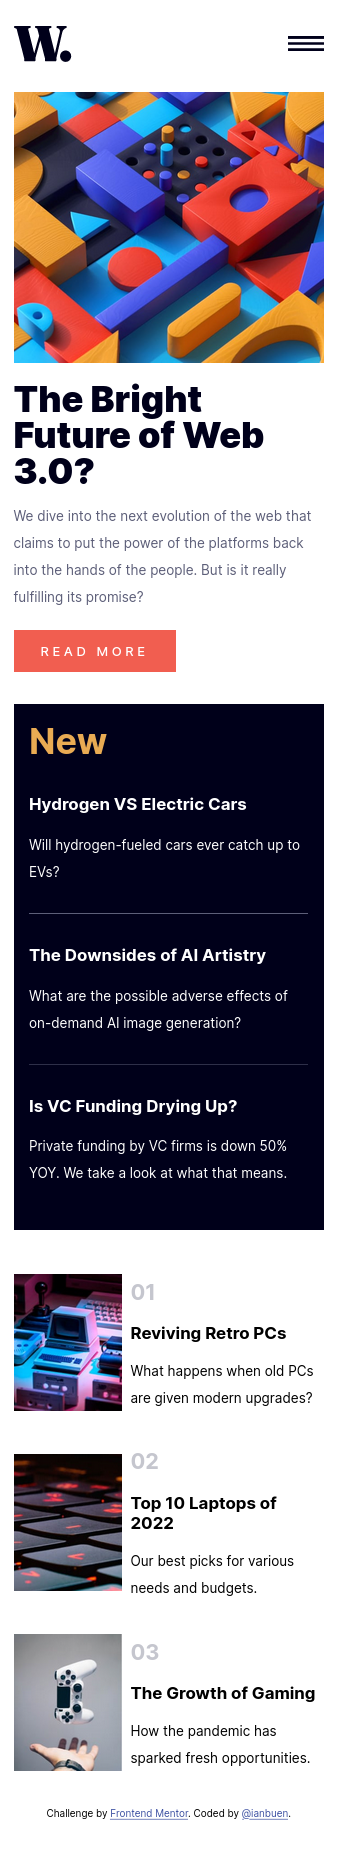 W.
The Bright
Future of Web
3.0?
We dive into the next evolution of the web that
claims to put the power of the platforms back
into the hands of the people. But is it really
fulfilling its promise?
READ MORE
New
Hydrogen VS Electric Cars
Will hydrogen-fueled cars ever catch up to
EVs?
The Downsides of AI Artistry
What are the possible adverse effects of
on-demand AI image generation?
Is VC Funding Drying Up?
Private funding by VC firms is down 50%
YOY. We take a look at what that means.
01
Reviving Retro PCs
What happens when old PCs
are given modern upgrades?
02
Top 10 Laptops of
2022
Our best picks for various
needs and budgets.
03
The Growth of Gaming
How the pandemic has
sparked fresh opportunities.
Challenge by Frontend Mentor. Coded by @ianbuen.